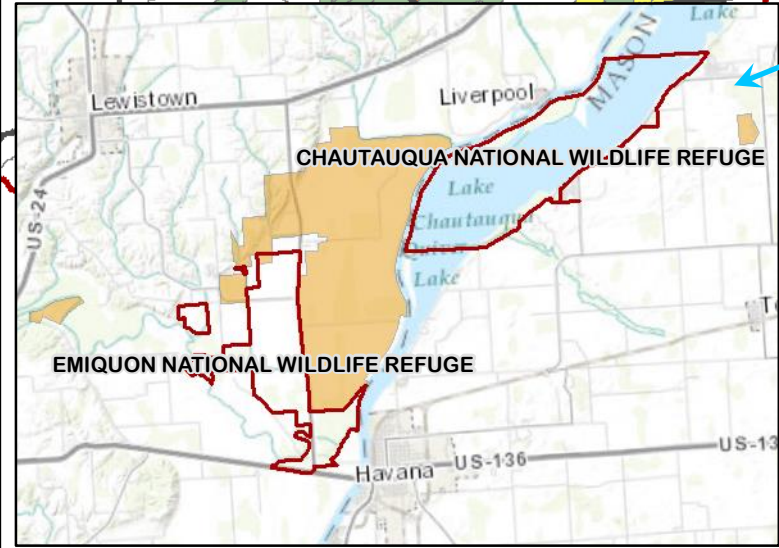 Lake
MASON
Lewistown
Liverpool
CHAUTAUQUA NATIONAL WILDLIFE REFUGE
US-24
Lake
Chautauqua
Quiver
Lake
T
EMIQUON NATIONAL WILDLIFE REFUGE
Havana
US-136
US-13